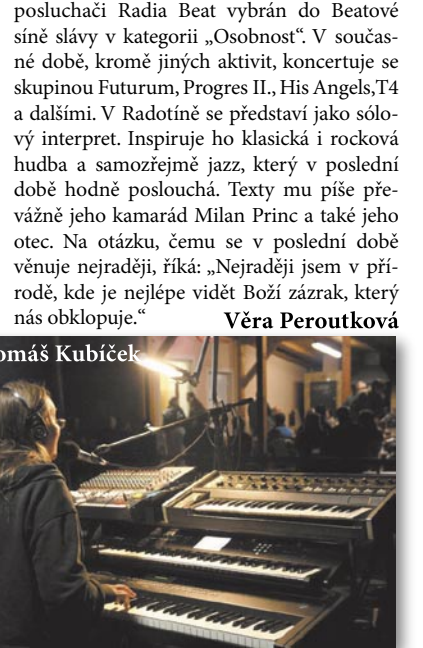 posluchači Radia Beat vybrán do Beatové
síně slávy v kategorii „Osobnost“. V součas-
né době, kromě jiných aktivit, koncertuje se
skupinou Futurum, Progres II., His Angels,T4
a dalšími. V Radotíně se představí jako sólo-
vý interpret. Inspiruje ho klasická i rocková
hudba a samozřejmě jazz, který v poslední
době hodně poslouchá. Texty mu píše pře-
vážně jeho kamarád Milan Princ a také jeho
otec. Na otázku, čemu se v poslední době
věnuje nejraději, říká: „Nejraději jsem v pří-
rodě, kde je nejlépe vidět Boží zázrak, který
nás obklopuje.“ Věra Peroutková
omáš Kubíček